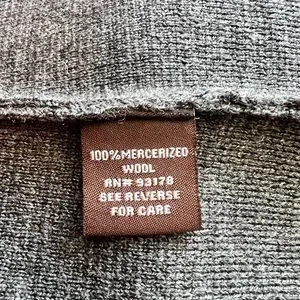 100% MERCERIZED
WOOL
RN# 93178
SEE REVERSE
FOR CARE